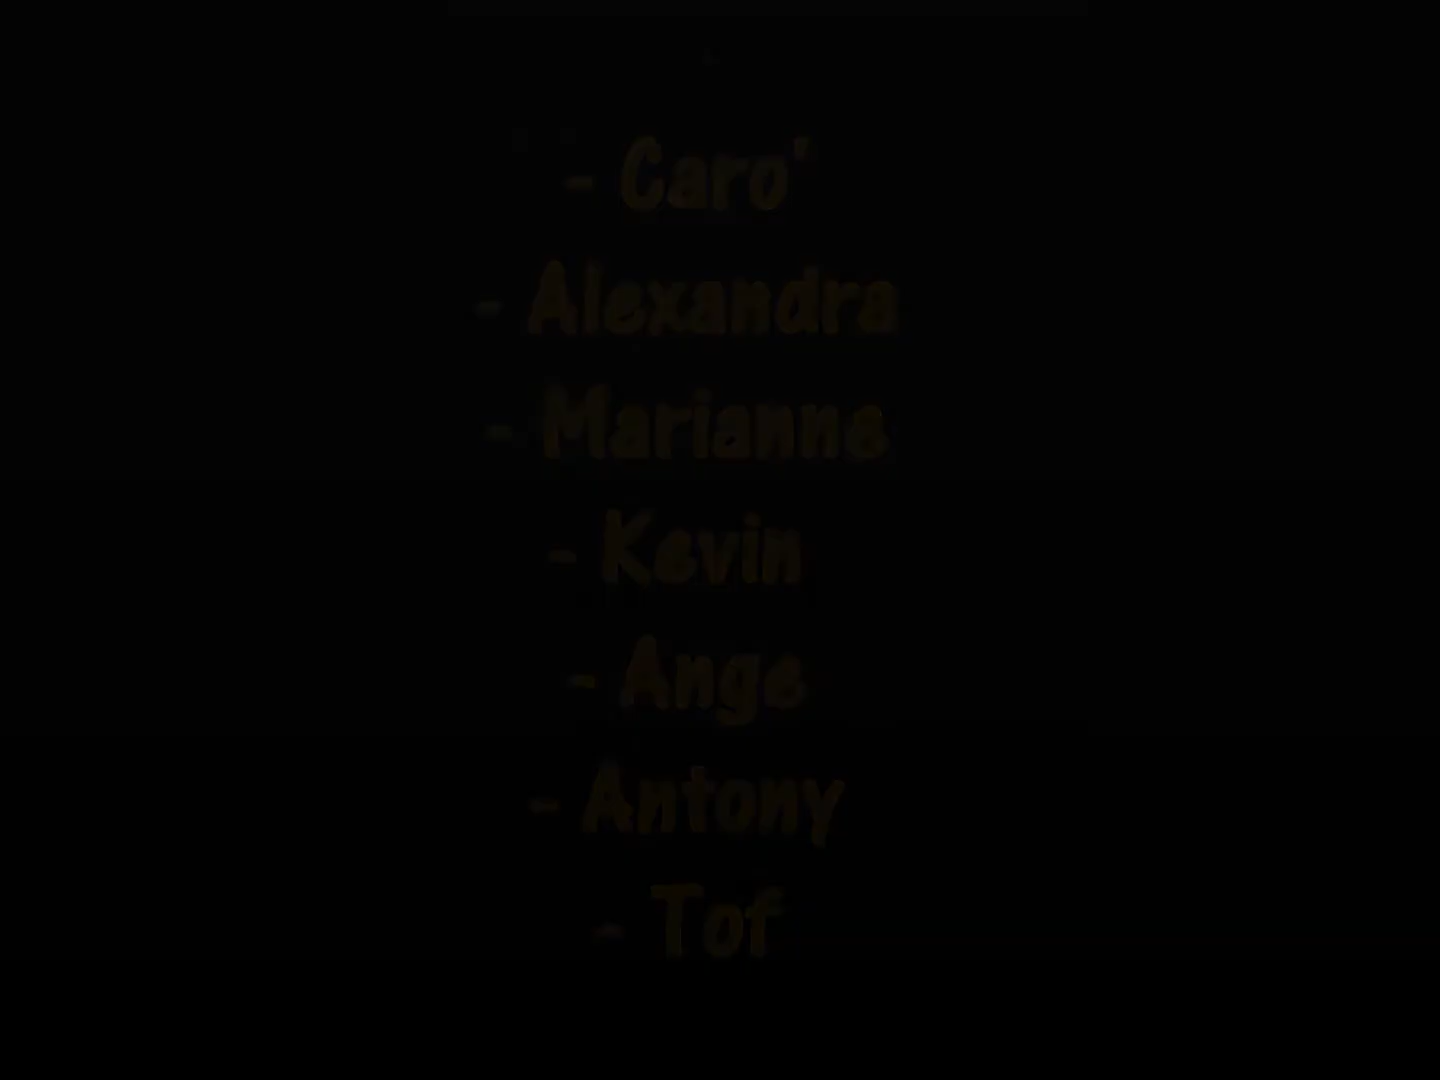 - Caro'
- Alexandra
- Marianne
- Kevin
- Ange
- Antony
- Tof